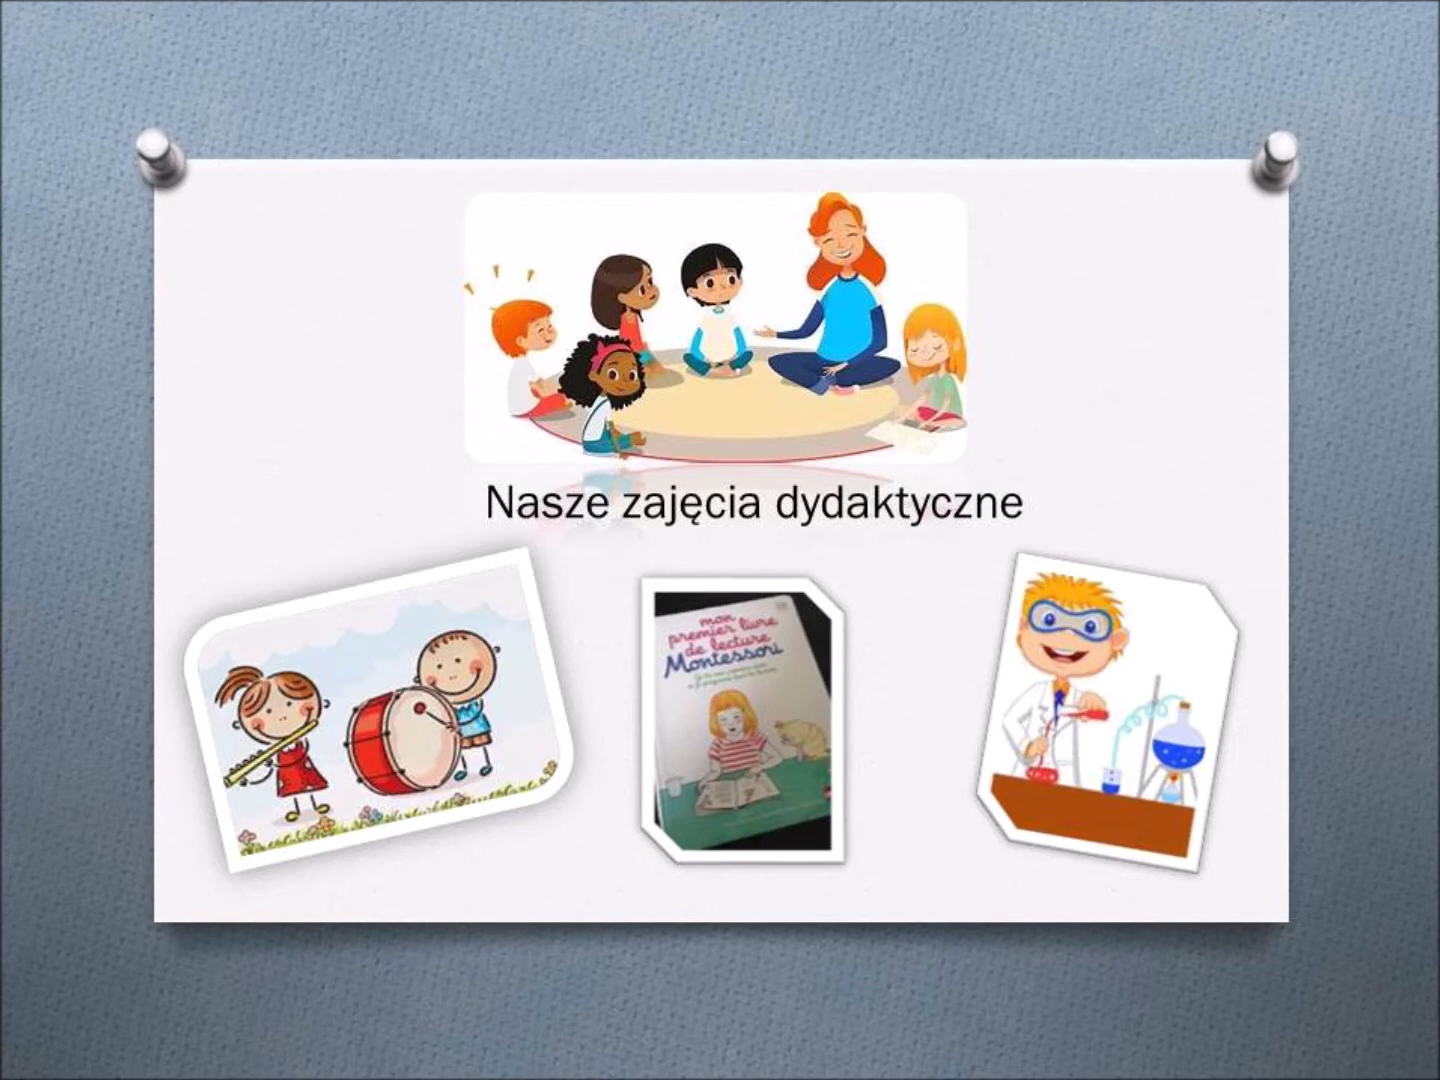 Nasze zajęcia dydaktyczne
mon
premier livre
de lecture
Montessori